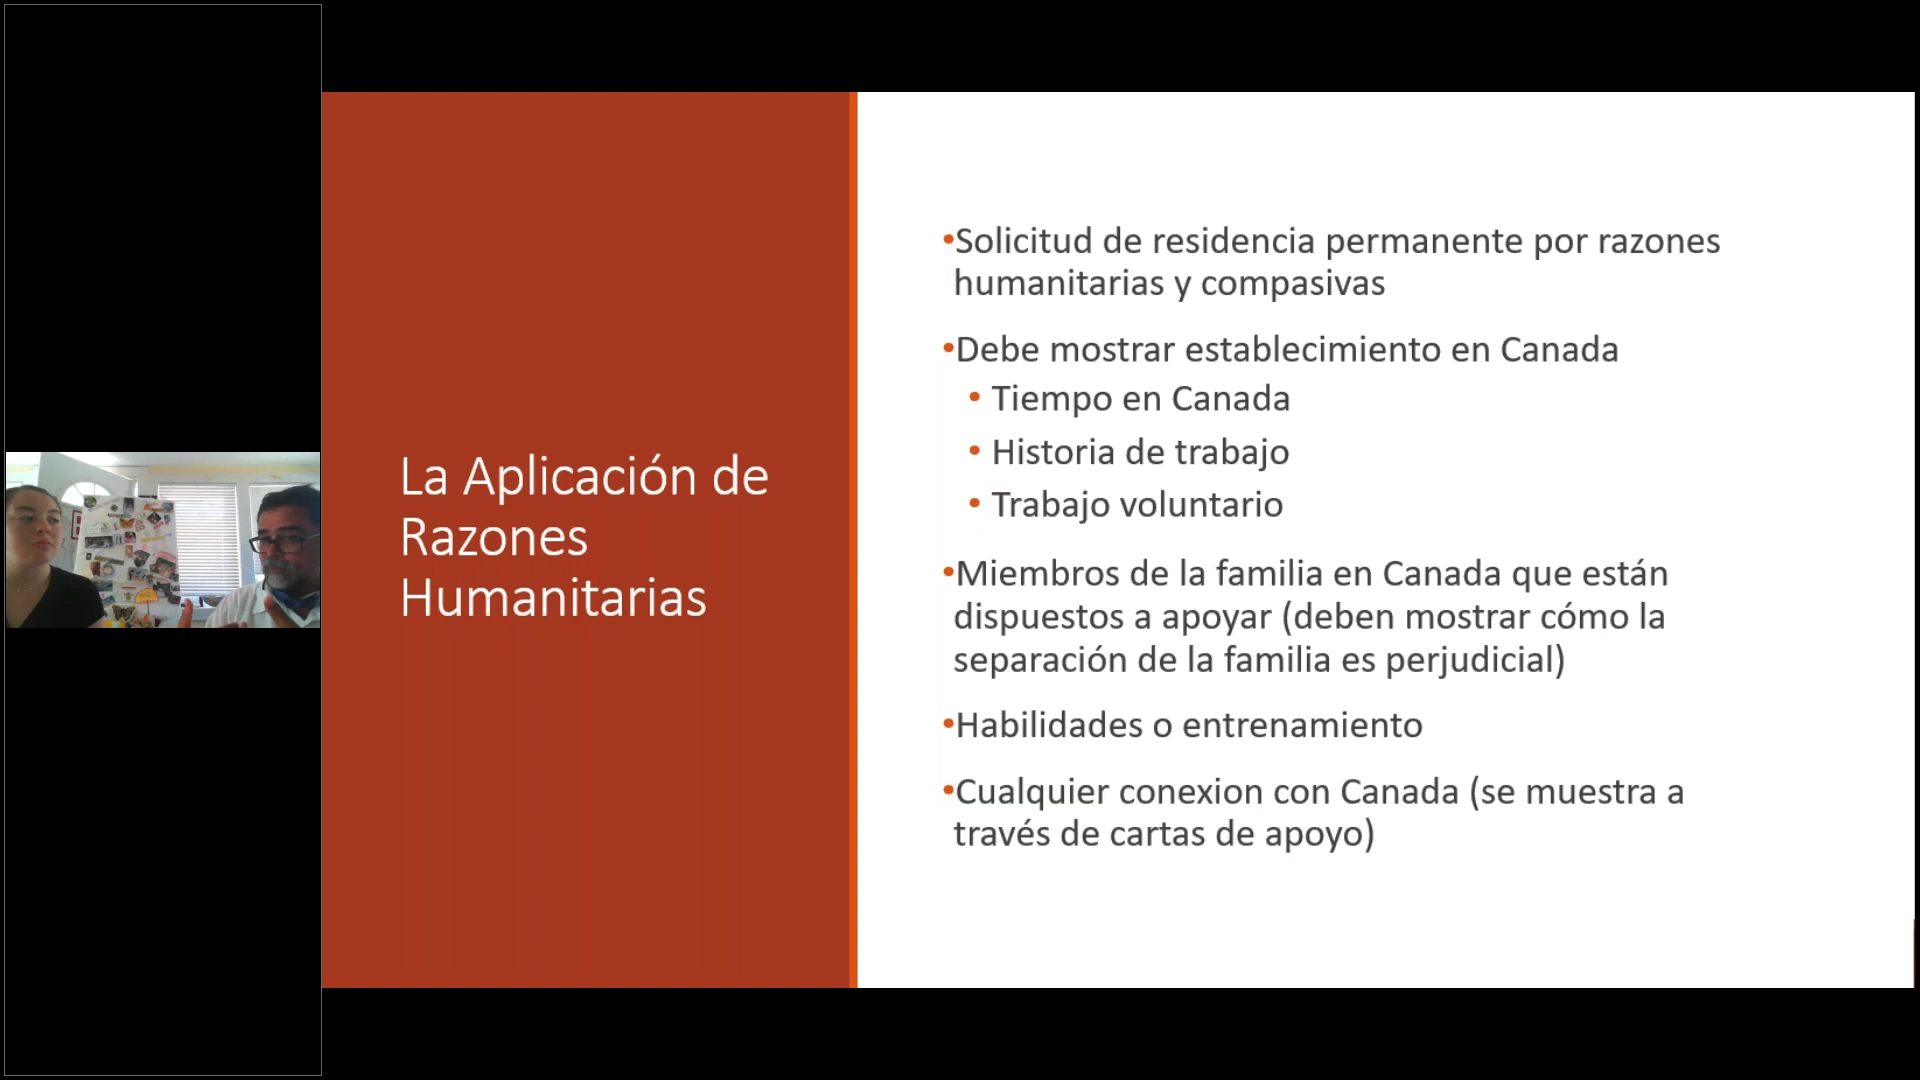 La Aplicación de
Razones
Humanitarias
•Solicitud de residencia permanente por razones
humanitarias y compasivas
•Debe mostrar establecimiento en Canada
• Tiempo en Canada
• Historia de trabajo
• Trabajo voluntario
•Miembros de la familia en Canada que están
dispuestos a apoyar (deben mostrar cómo la
separación de la familia es perjudicial)
•Habilidades o entrenamiento
•Cualquier conexion con Canada (se muestra a
través de cartas de apoyo)